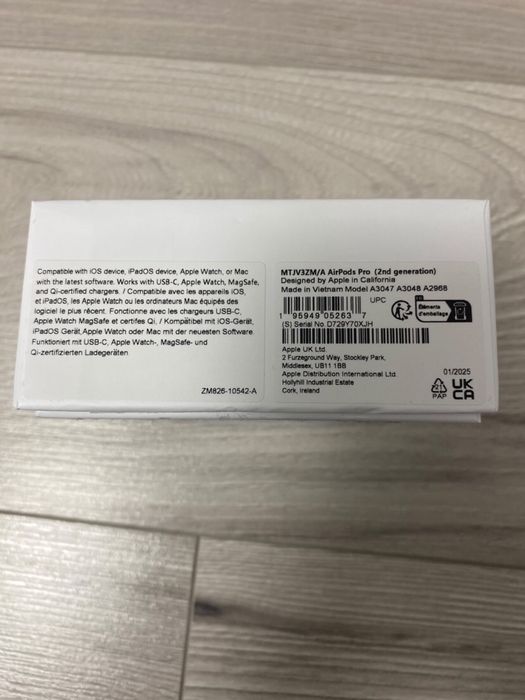 Compatible with iOS device, iPadOS device, Apple Watch, or Mac
with the latest software. Works with USB-C, Apple Watch, MagSafe,
and Qi-certified chargers. / Compatible avec les appareils iOS,
et iPadOS, les Apple Watch ou les ordinateurs Mac équipés des
logiciel le plus récent. Fonctionne avec les chargeurs USB-C,
Apple Watch MagSafe et certifés Qi. / Kompatibel mit iOS-Gerät,
iPadOS Gerät, Apple Watch oder Mac mit der neuesten Software.
Funktioniert mit USB-C, Apple Watch-, MagSafe- und
Qi-zertifizierten Ladegeräten.
ZM826-10542-A
MTJV3ZM/A AirPods Pro (2nd generation)
Designed by Apple in California
Made in Vietnam Model A3047 A3048 A2968
UPC
1 95949 05263 7
(S) Serial No.D729Y70XJH
Éléments
d'emballage
Apple UK Ltd.
2 Furzeground Way, Stockley Park,
Middlesex, UB11 1BB
Apple Distribution International Ltd.
Hollyhill Industrial Estate
Cork, Ireland
01/2025
21
PAP
UK
CA